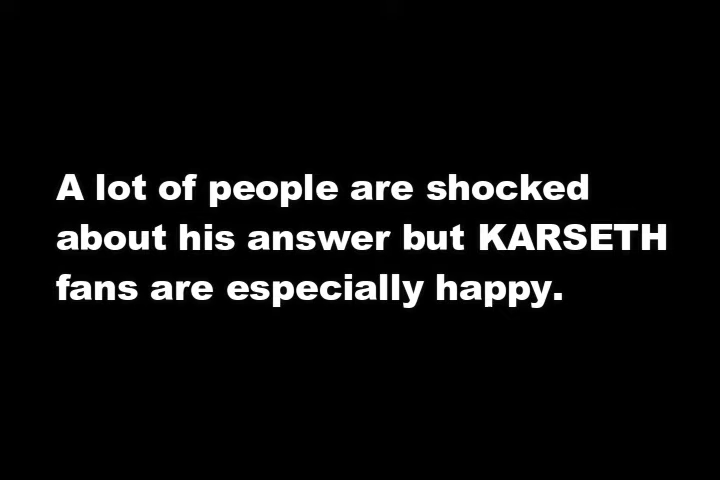 A lot of people are shocked
about his answer but KARSETH
fans are especially happy.